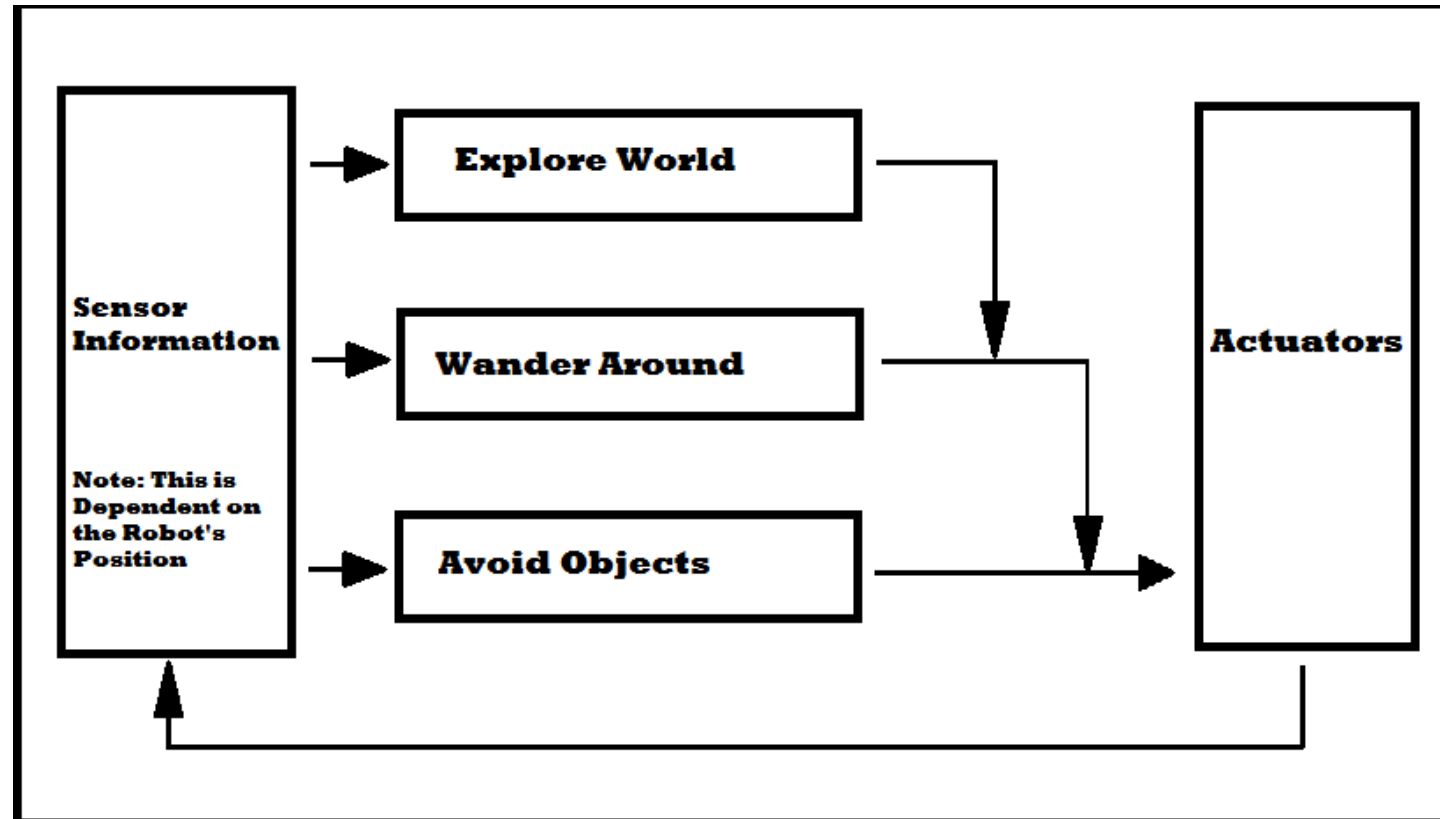 Explore World
Sensor
Information
Wander Around
Actuators
Note: This is
Dependent on
the Robot's
Position
Avoid Objects